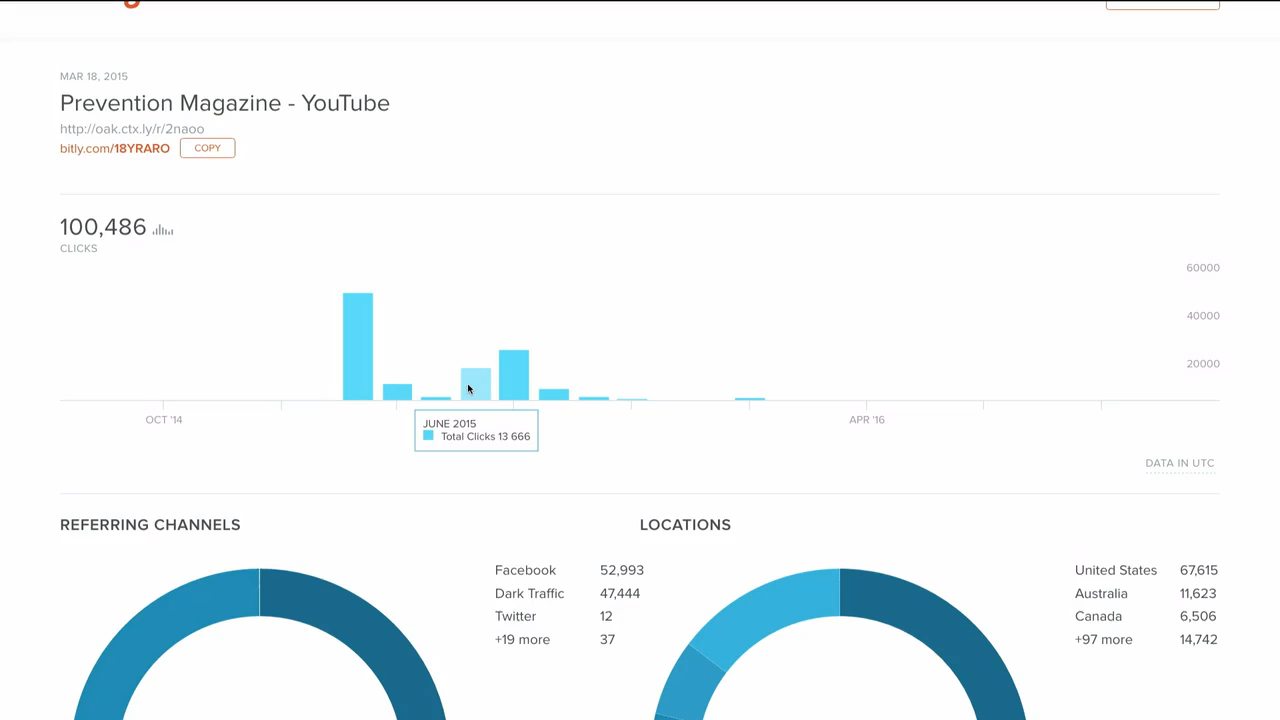 MAR 18, 2015
Prevention Magazine - YouTube
http://oak.ctx.ly/r/2naoo
bitly.com/18YRARO COPY
100,486
CLICKS
60000
40000
20000
OCT '14 APR '16
JUNE 2015
Total Clicks 13 666
DATA IN UTC
REFERRING CHANNELS LOCATIONS
Facebook 52,993 United States 67,615
Dark Traffic 47,444 Australia 11,623
Twitter 12 Canada 6,506
+19 more 37 +97 more 14,742